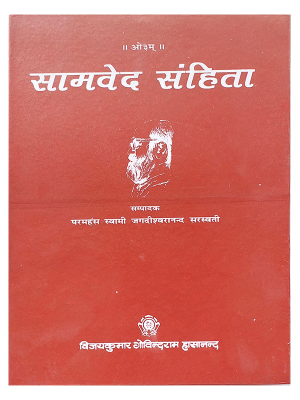 ॥ ओ३म् ॥
सामवेद संहिता
सम्पादक
परमहंस स्वामी जगदीश्वरानन्द सरस्वती
विजयकुमार गोविन्दराम हासानन्द